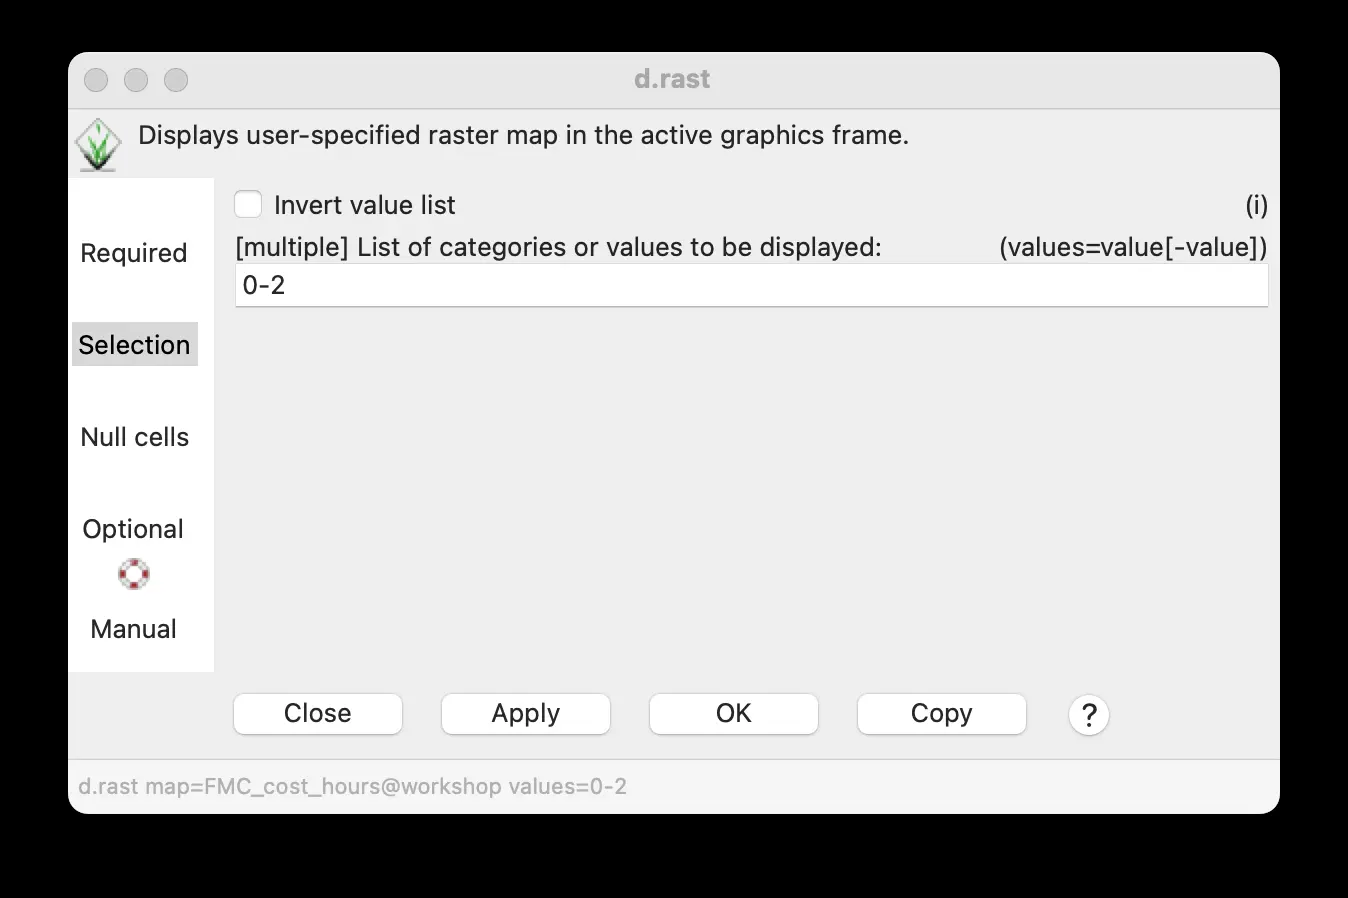 d.rast
Displays user-specified raster map in the active graphics frame.
Required
Selection
Null cells
Optional
Manual
Invert value list (i)
[multiple] List of categories or values to be displayed: (values=value[-value])
0-2
Close Apply OK Copy ?
d.rast map=FMC_cost_hours@workshop values=0-2